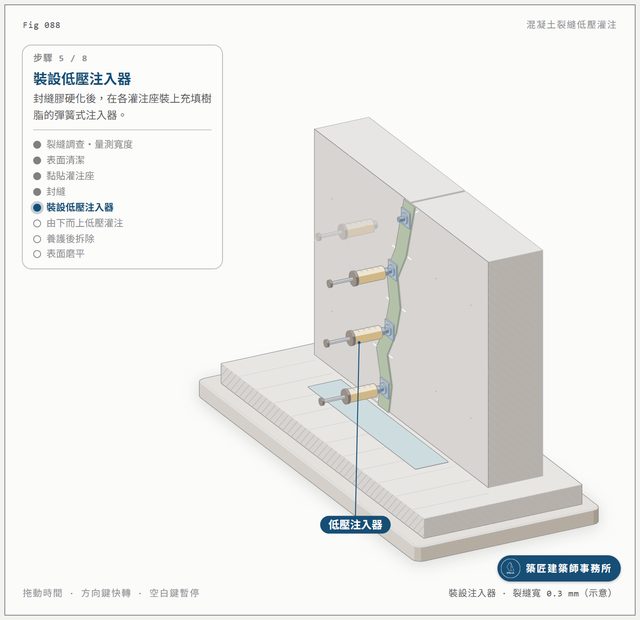 Fig 088
混凝土裂縫低壓灌注
步驟 5 / 8
裝設低壓注入器
封縫膠硬化後，在各灌注座裝上充填樹
脂的彈簧式注入器。
裂縫調查・量測寬度
表面清潔
黏貼灌注座
封縫
裝設低壓注入器
由下而上低壓灌注
養護後拆除
表面磨平
低壓注入器
築匠建築師事務所
拖動時間 · 方向鍵快轉 · 空白鍵暫停
裝設注入器 · 裂縫寬 0.3 mm（示意）